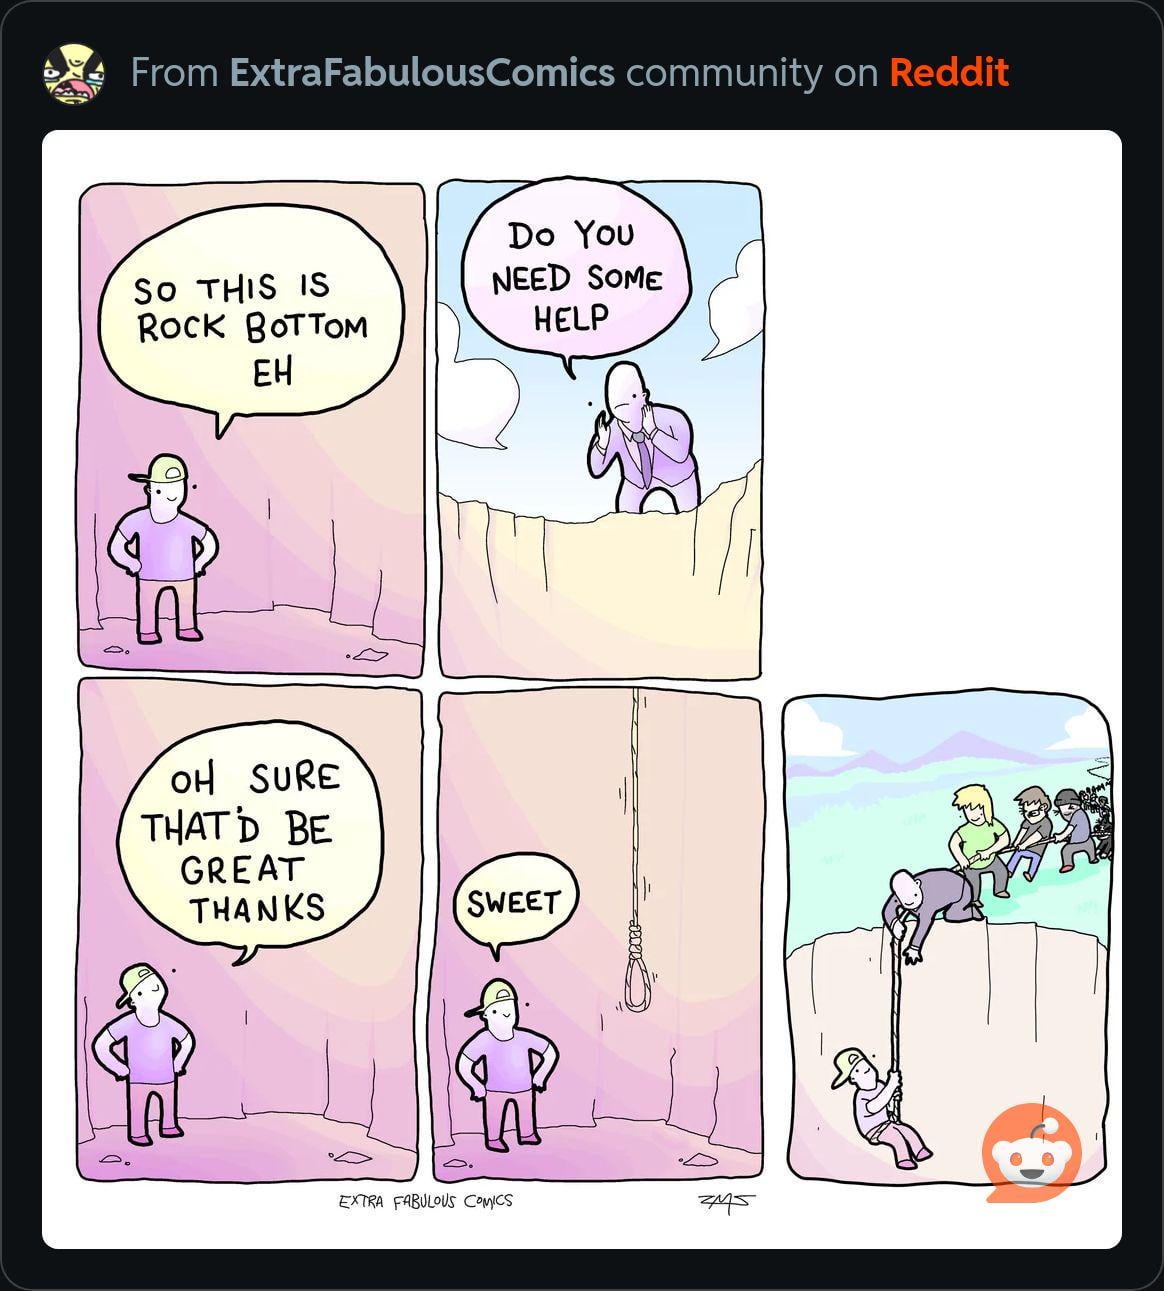 From ExtraFabulousComics community on Reddit
SO THIS IS
ROCK BOTTOM
EH
DO YOU
NEED SOME
HELP
OH SURE
THAT'D BE
GREAT
THANKS
SWEET
EXTRA FABULOUS COMICS
ZMS